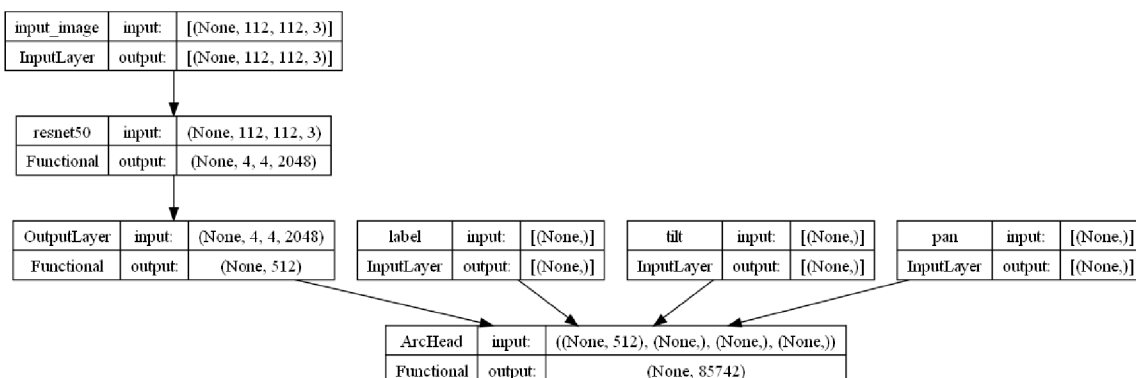 input_image input: [(None, 112, 112, 3)]
InputLayer output: [(None, 112, 112, 3)]
resnet50 input: (None, 112, 112, 3)
Functional output: (None, 4, 4, 2048)
OutputLayer input: (None, 4, 4, 2048)
Functional output: (None, 512)
label input: [(None,)]
InputLayer output: [(None,)]
tilt input: [(None,)]
InputLayer output: [(None,)]
pan input: [(None,)]
InputLayer output: [(None,)]
ArcHead input: ((None, 512), (None,), (None,), (None,))
Functional output: (None, 85742)